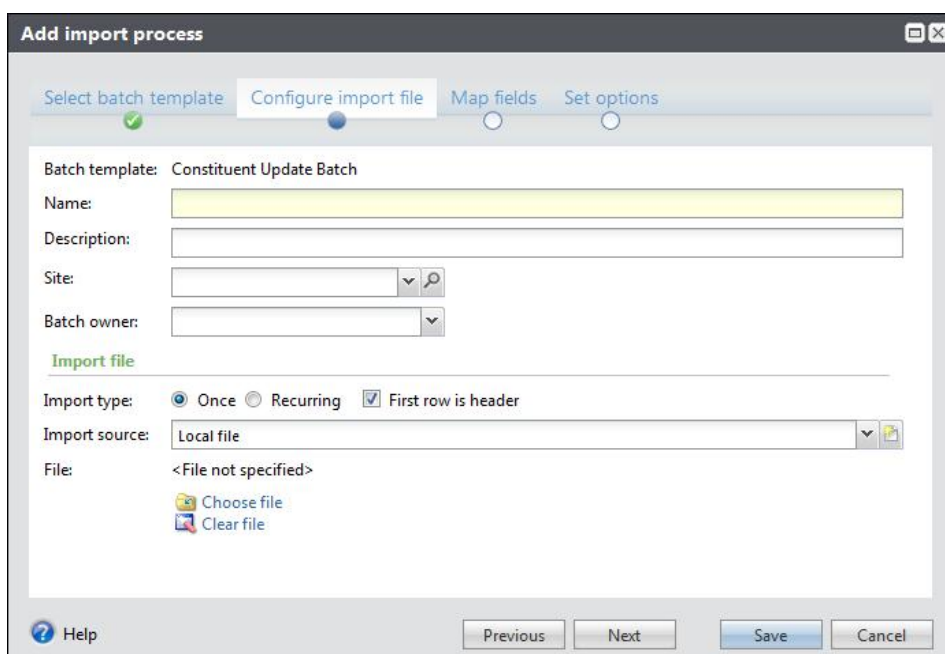 Add import process
Select batch template Configure import file Map fields Set options
Batch template: Constituent Update Batch
Name:
Description:
Site:
Batch owner:
Import file
Import type: Once Recurring First row is header
Import source: Local file
File: <File not specified>
Choose file
Clear file
Help Previous Next Save Cancel